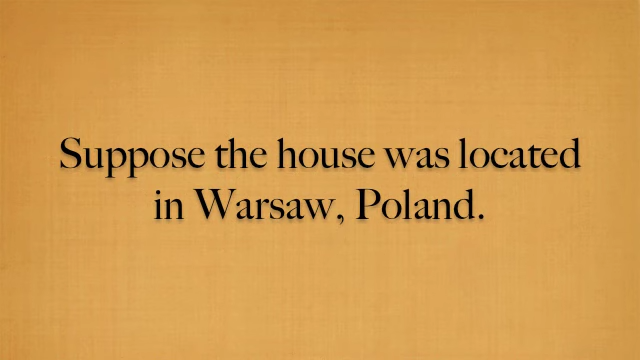 Suppose the house was located
in Warsaw, Poland.